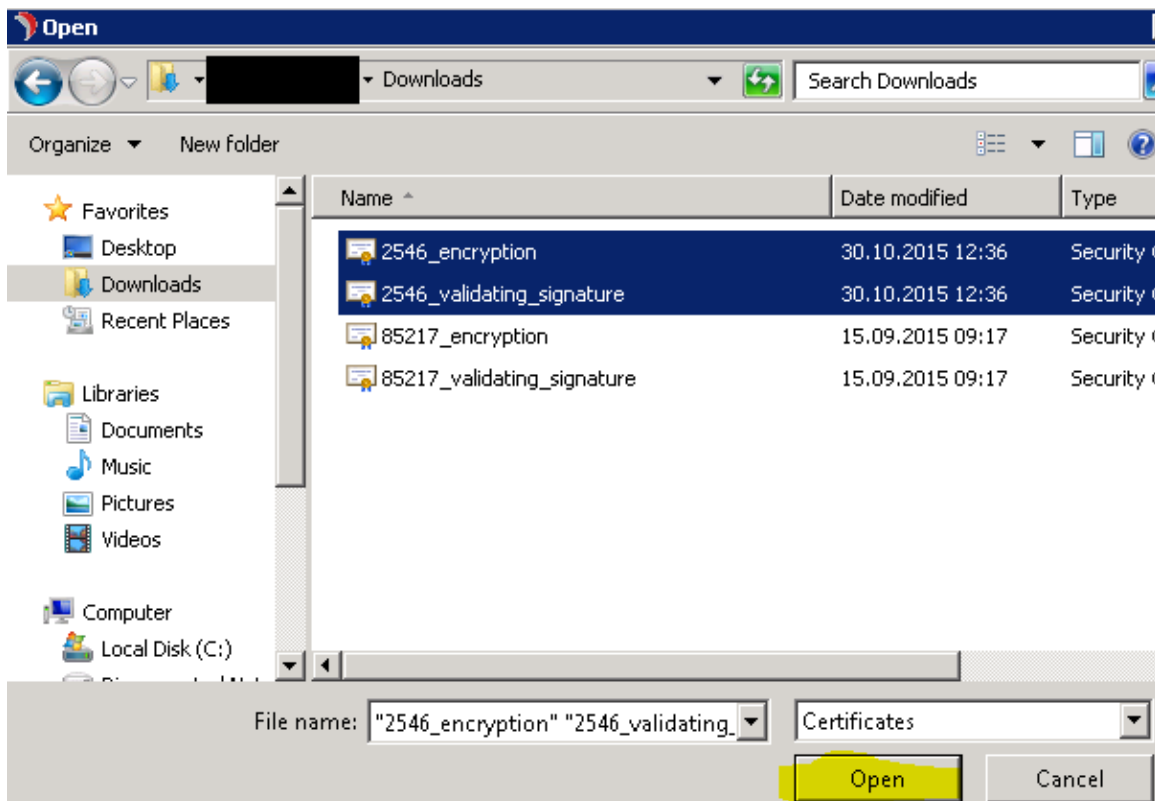 Open
Downloads
Search Downloads
Organize
New folder
Favorites
Desktop
Downloads
Recent Places
Libraries
Documents
Music
Pictures
Videos
Computer
Local Disk (C:)
Name Date modified Type
2546_encryption 30.10.2015 12:36 Security
2546_validating_signature 30.10.2015 12:36 Security
85217_encryption 15.09.2015 09:17 Security
85217_validating_signature 15.09.2015 09:17 Security
File name: "2546_encryption" "2546_validating_
Certificates
Open Cancel